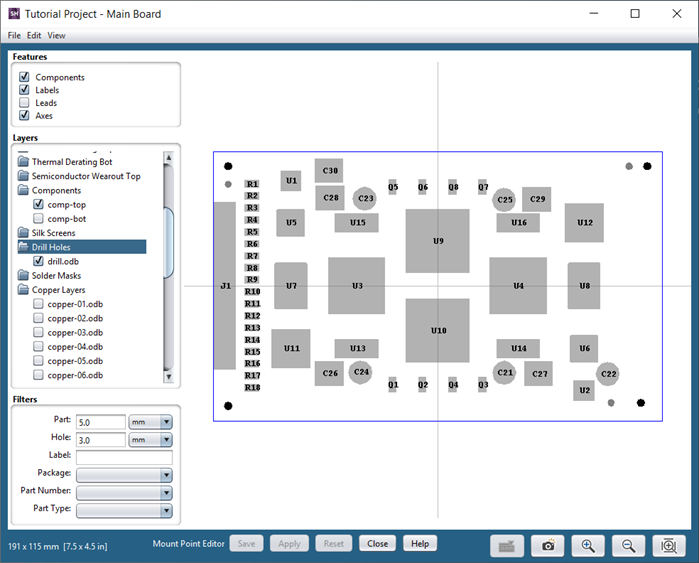 SH Tutorial Project - Main Board
File Edit View
Features
Components
Labels
Leads
Axes
Layers
Thermal Derating Bot
Semiconductor Wearout Top
Components
comp-top
comp-bot
Silk Screens
Drill Holes
drill.odb
Solder Masks
Copper Layers
copper-01.odb
copper-02.odb
copper-03.odb
copper-04.odb
copper-05.odb
copper-06.odb
Filters
Part: 5.0 mm
Hole: 3.0 mm
Label:
Package:
Part Number:
Part Type:
C30
R1 U1 Q5 Q6 Q8 Q7
R2 C28 C23 C25 C29
R3
R4 U5 U15 U16 U12
R5
R6 U9
R7
R8
R9
J1 R10 U7 U3 U4 U8
R11
R12
R13 U10
R14 U11 U13 U14 U6
R15
R16 C26 C24 C21 C27 C22
R17
R18 Q1 Q2 Q4 Q3 U2
191 x 115 mm [7.5 x 4.5 in] Mount Point Editor Save Apply Reset Close Help